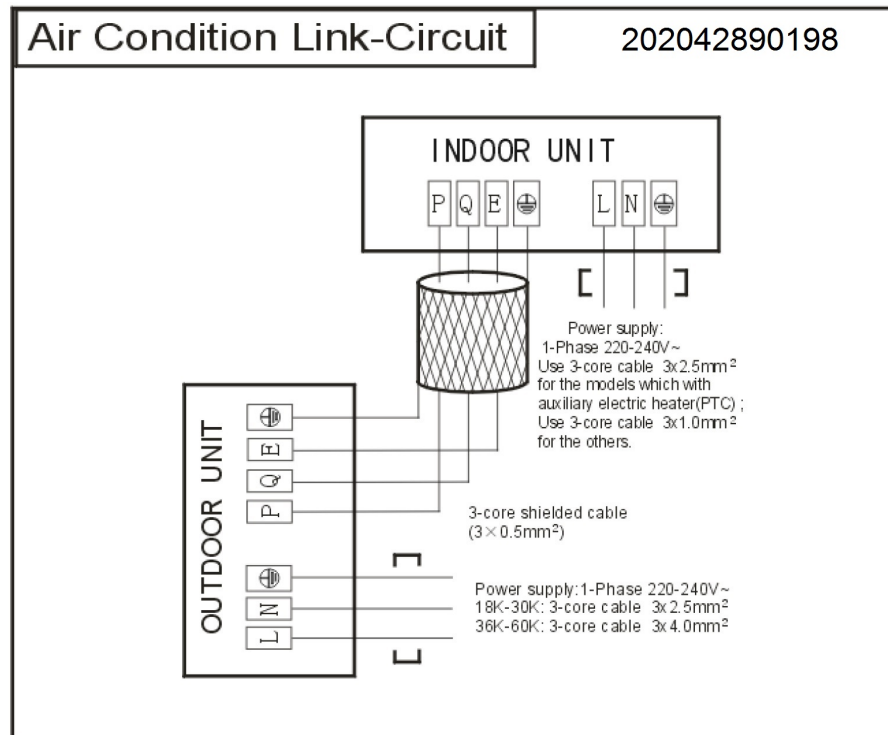 Air Condition Link-Circuit
202042890198
INDOOR UNIT
P Q E
L N
Power supply:
1-Phase 220-240V~
Use 3-core cable 3x2.5mm²
for the models which with
auxiliary electric heater(PTC) ;
Use 3-core cable 3x1.0mm²
for the others.
OUTDOOR UNIT
E
Q
P
N
L
3-core shielded cable
(3×0.5mm²)
Power supply:1-Phase 220-240V~
18K-30K: 3-core cable 3x2.5mm²
36K-60K: 3-core cable 3x4.0mm²